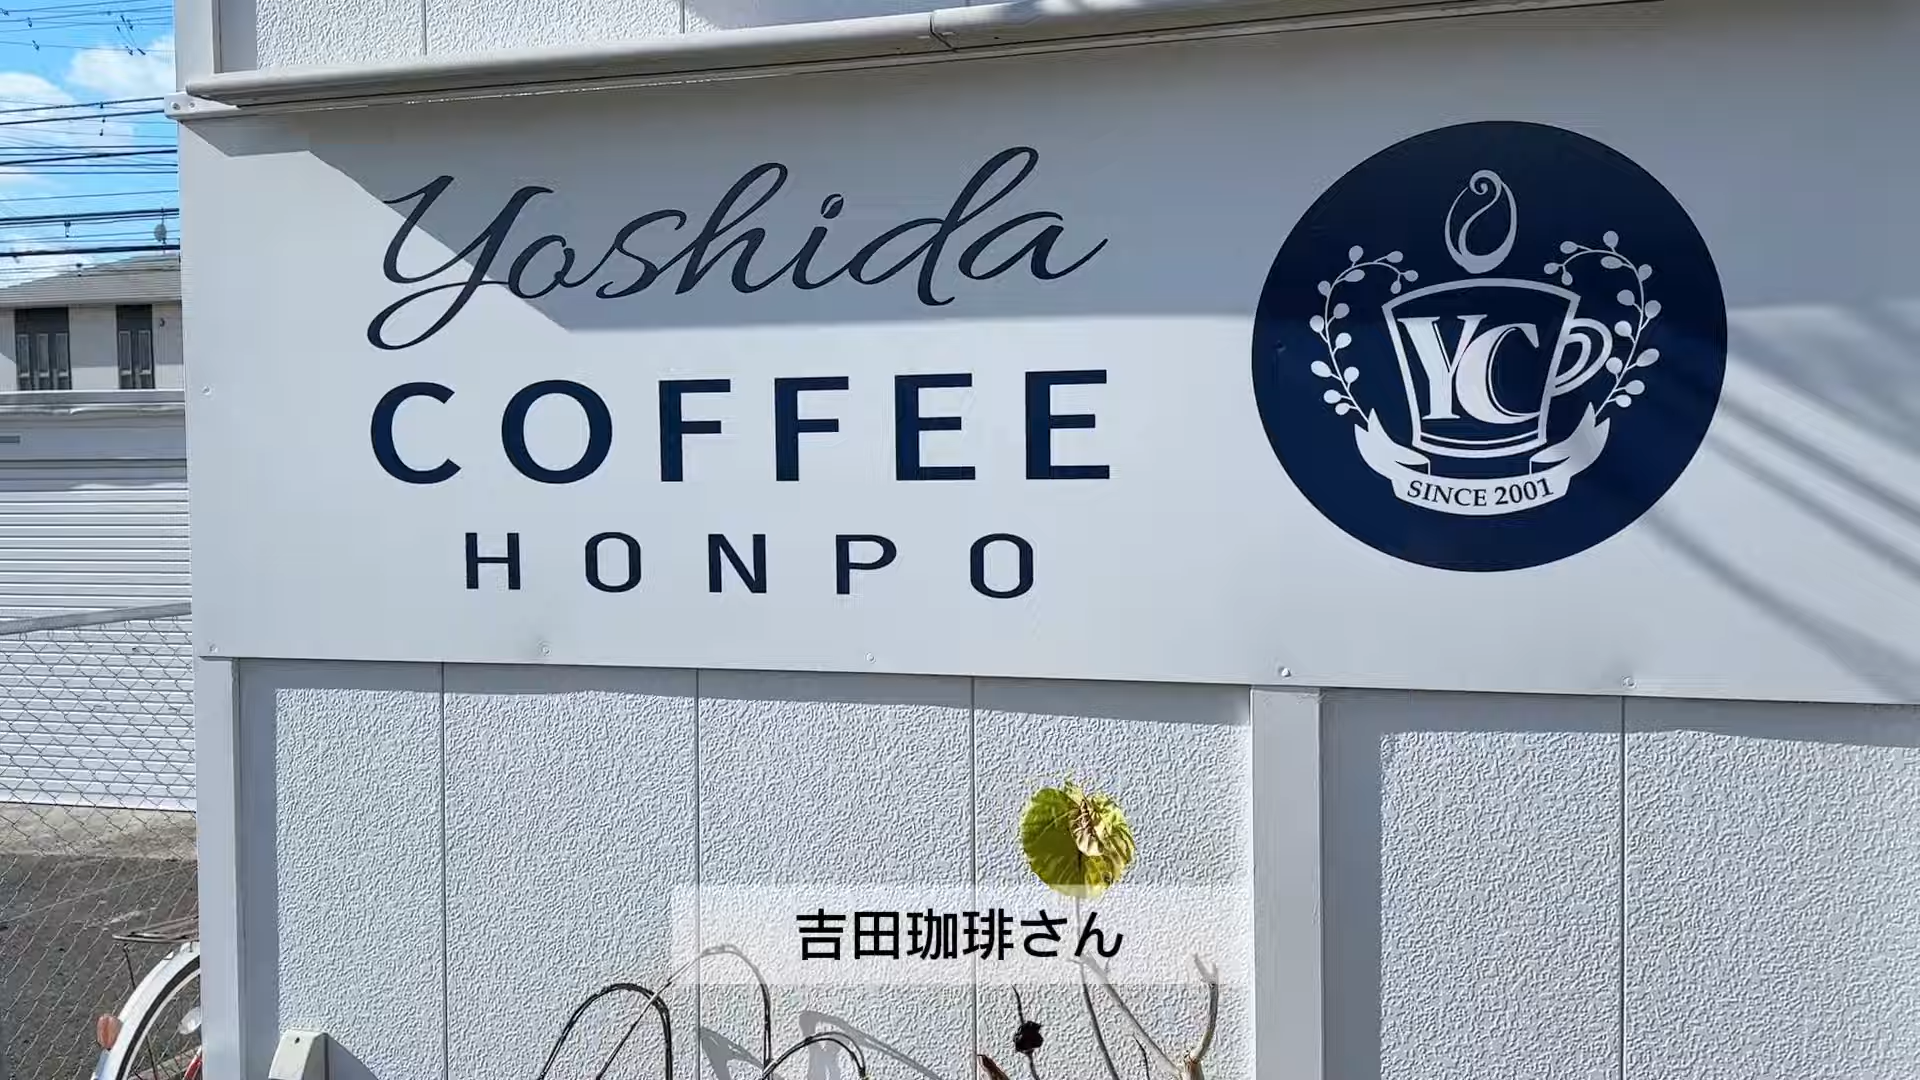 Yoshida
COFFEE
HONPO
YC
SINCE 2001
吉田珈琲さん